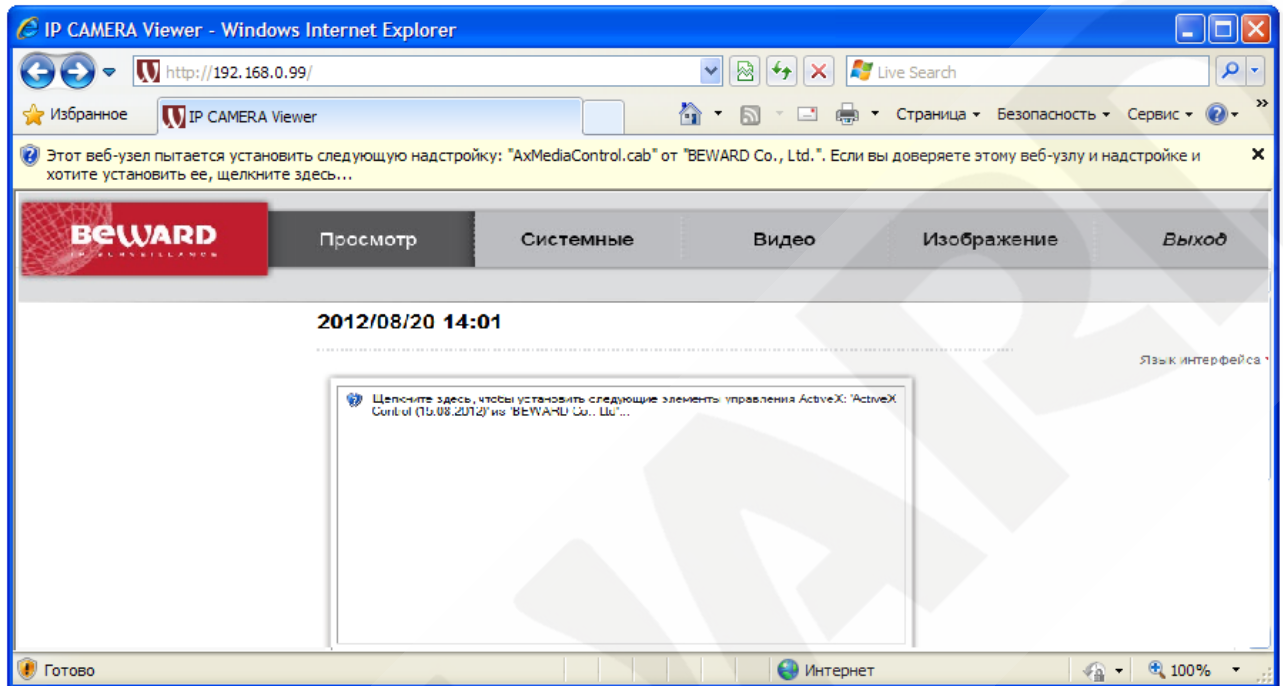 IP CAMERA Viewer - Windows Internet Explorer
http://192.168.0.99/
Live Search
Избранное
IP CAMERA Viewer
Страница
Безопасность
Сервис
Этот веб-узел пытается установить следующую надстройку: "AxMediaControl.cab" от "BEWARD Co., Ltd.". Если вы доверяете этому веб-узлу и надстройке и
хотите установить ее, щелкните здесь...
BEWARD
Просмотр
Системные
Видео
Изображение
Выход
2012/08/20 14:01
Язык интерфейса
Щелкните здесь, чтобы установить следующие элементы управления ActiveX: "ActiveX
Control (15.08.2012)" из "BEWARD Co., Ltd"...
Готово
Интернет
100%